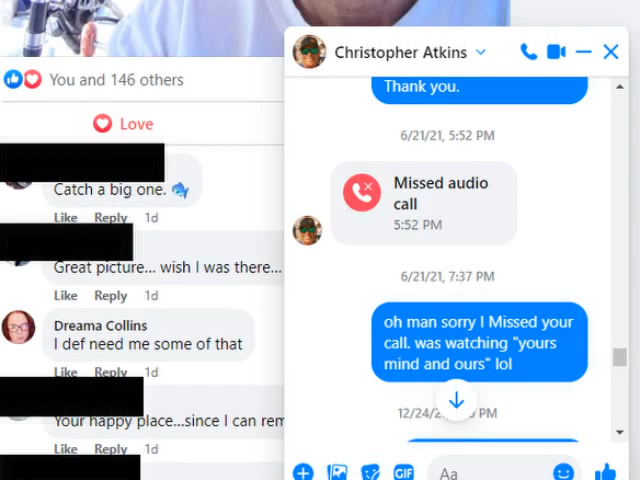 You and 146 others
Love
Catch a big one.
Like Reply 1d
Great picture... wish I was there...
Like Reply 1d
Dreama Collins
I def need me some of that
Like Reply 1d
Your happy place...since I can rem
Like Reply 1d
Christopher Atkins
Thank you.
6/21/21, 5:52 PM
Missed audio
call
5:52 PM
6/21/21, 7:37 PM
oh man sorry I Missed your
call. was watching "yours
mind and ours" lol
12/24/2
PM
GIF
Aa